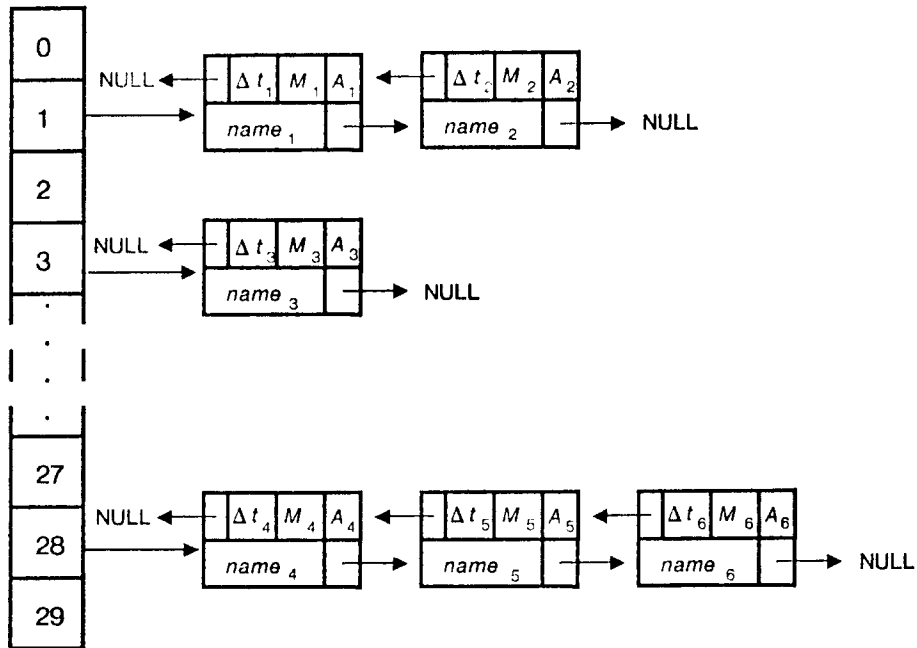 0
NULL Δt₁ M₁ A₁ Δt₂ M₂ A₂
1 name₁ name₂ NULL
2
NULL Δt₃ M₃ A₃
3 name₃ NULL
27
NULL Δt₄ M₄ A₄ Δt₅ M₅ A₅ Δt₆ M₆ A₆
28 name₄ name₅ name₆ NULL
29